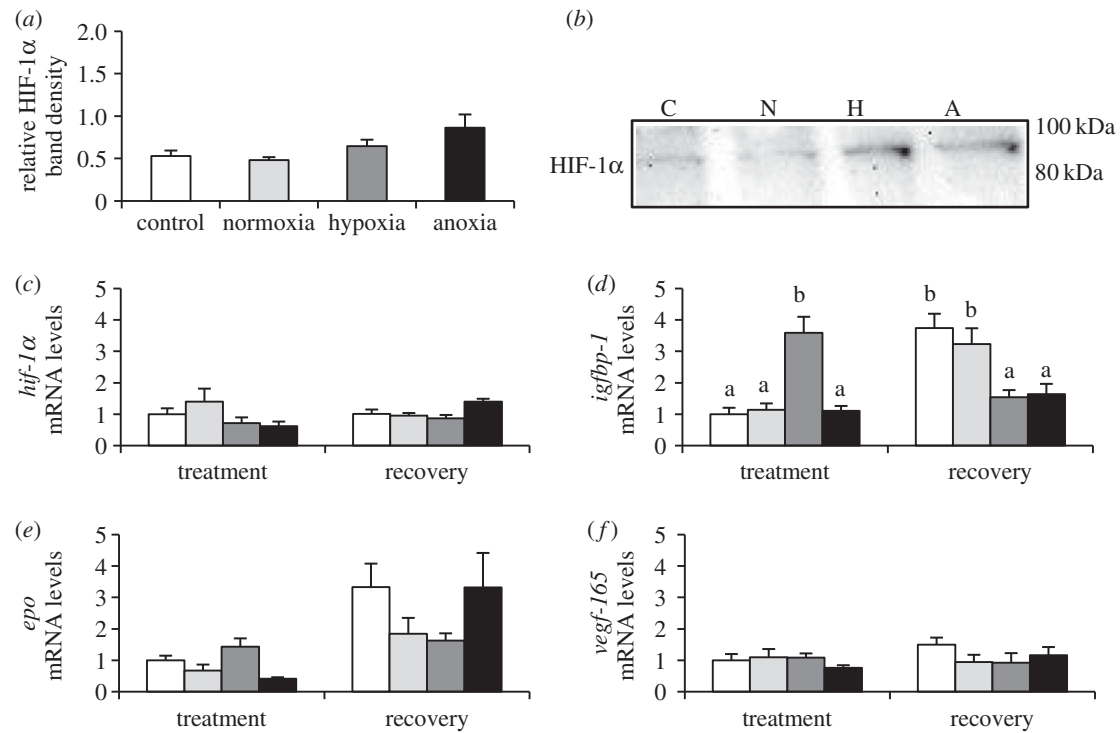 (a)
relative HIF-1α
band density
2.0
1.5
1.0
0.5
0
control normoxia hypoxia anoxia
(b)
C N H A
HIF-1α
100 kDa
80 kDa
(c)
hif-1α
mRNA levels
5
4
3
2
1
0
treatment recovery
(d)
igfbp-1
mRNA levels
5
4
3
2
1
0
a a b a b b a a
treatment recovery
(e)
epo
mRNA levels
5
4
3
2
1
0
treatment recovery
(f)
vegf-165
mRNA levels
5
4
3
2
1
0
treatment recovery